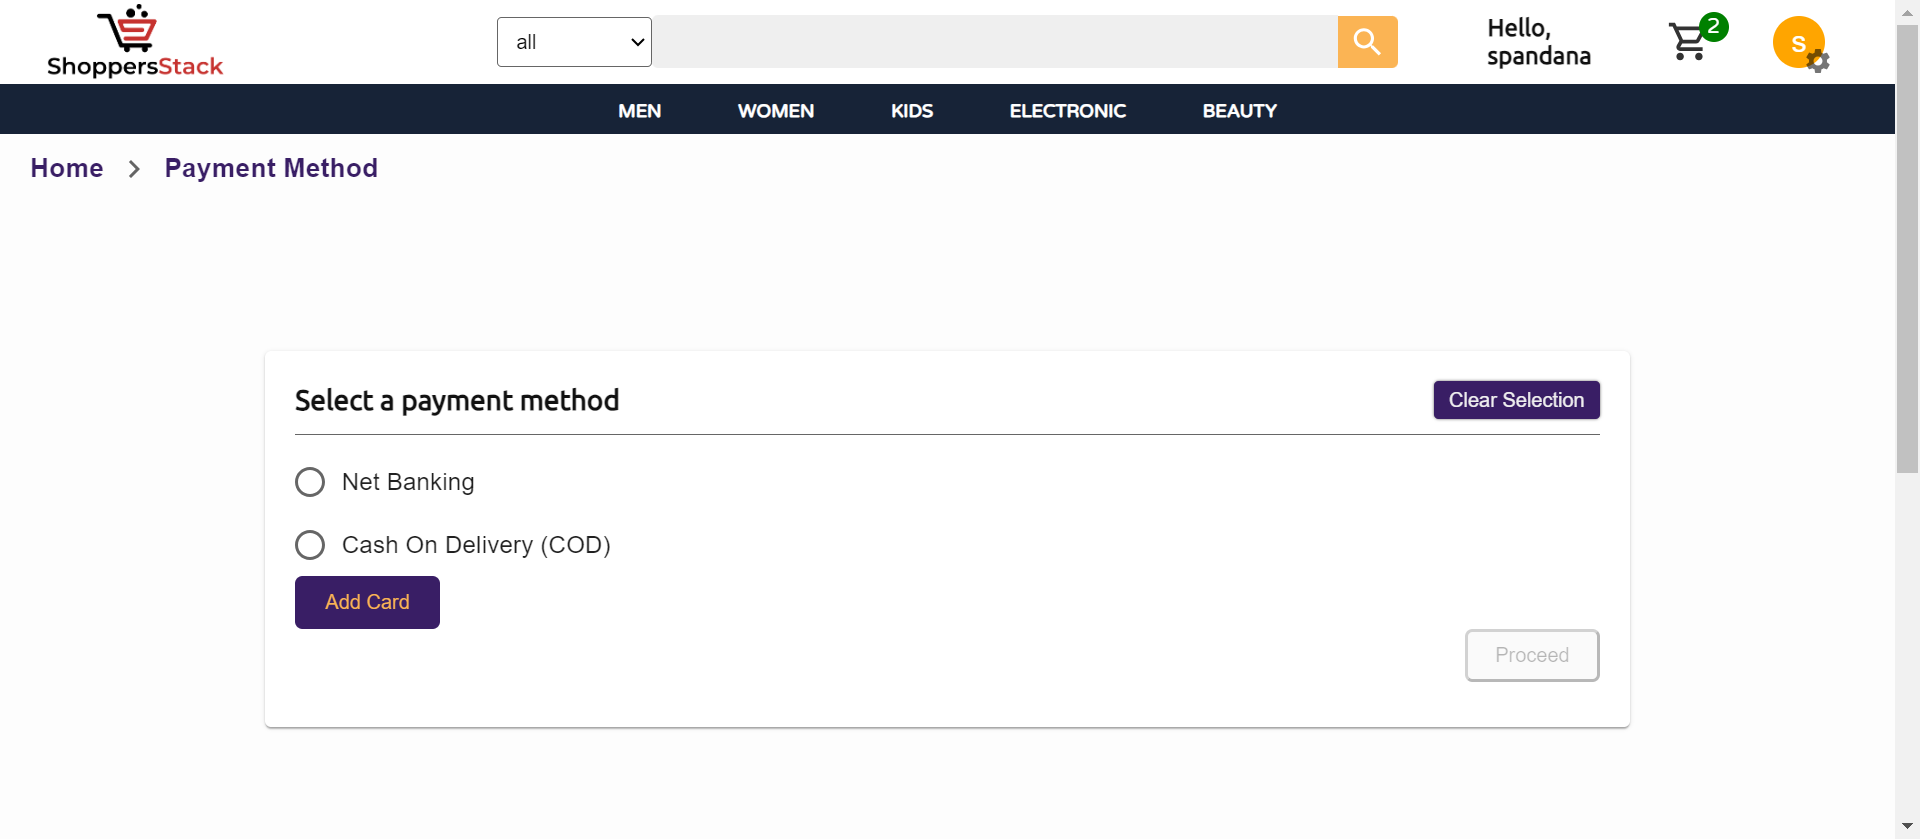 ShoppersStack
all
Hello,
spandana
2
S
MEN WOMEN KIDS ELECTRONIC BEAUTY
Home > Payment Method
Select a payment method
Clear Selection
Net Banking
Cash On Delivery (COD)
Add Card
Proceed